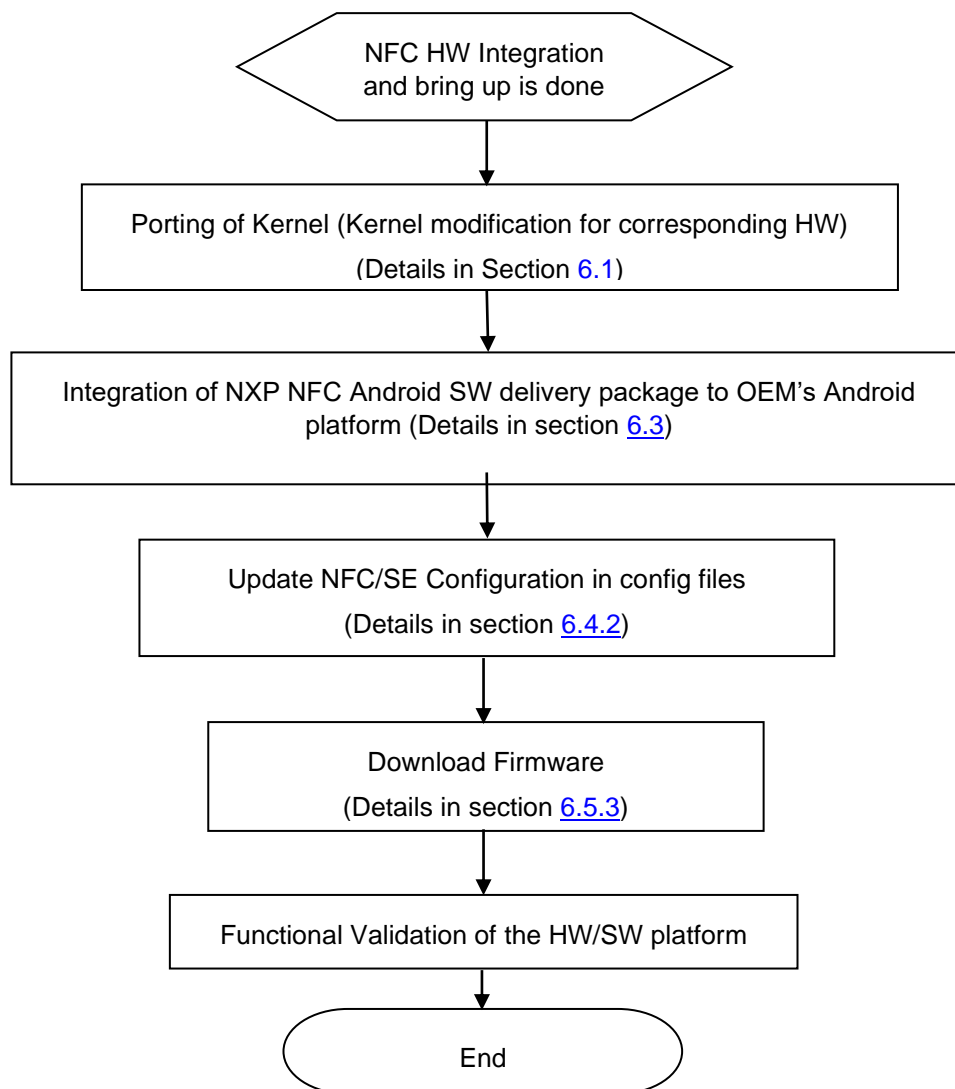 NFC HW Integration
and bring up is done
Porting of Kernel (Kernel modification for corresponding HW)
(Details in Section 6.1)
Integration of NXP NFC Android SW delivery package to OEM’s Android
platform (Details in section 6.3)
Update NFC/SE Configuration in config files
(Details in section 6.4.2)
Download Firmware
(Details in section 6.5.3)
Functional Validation of the HW/SW platform
End